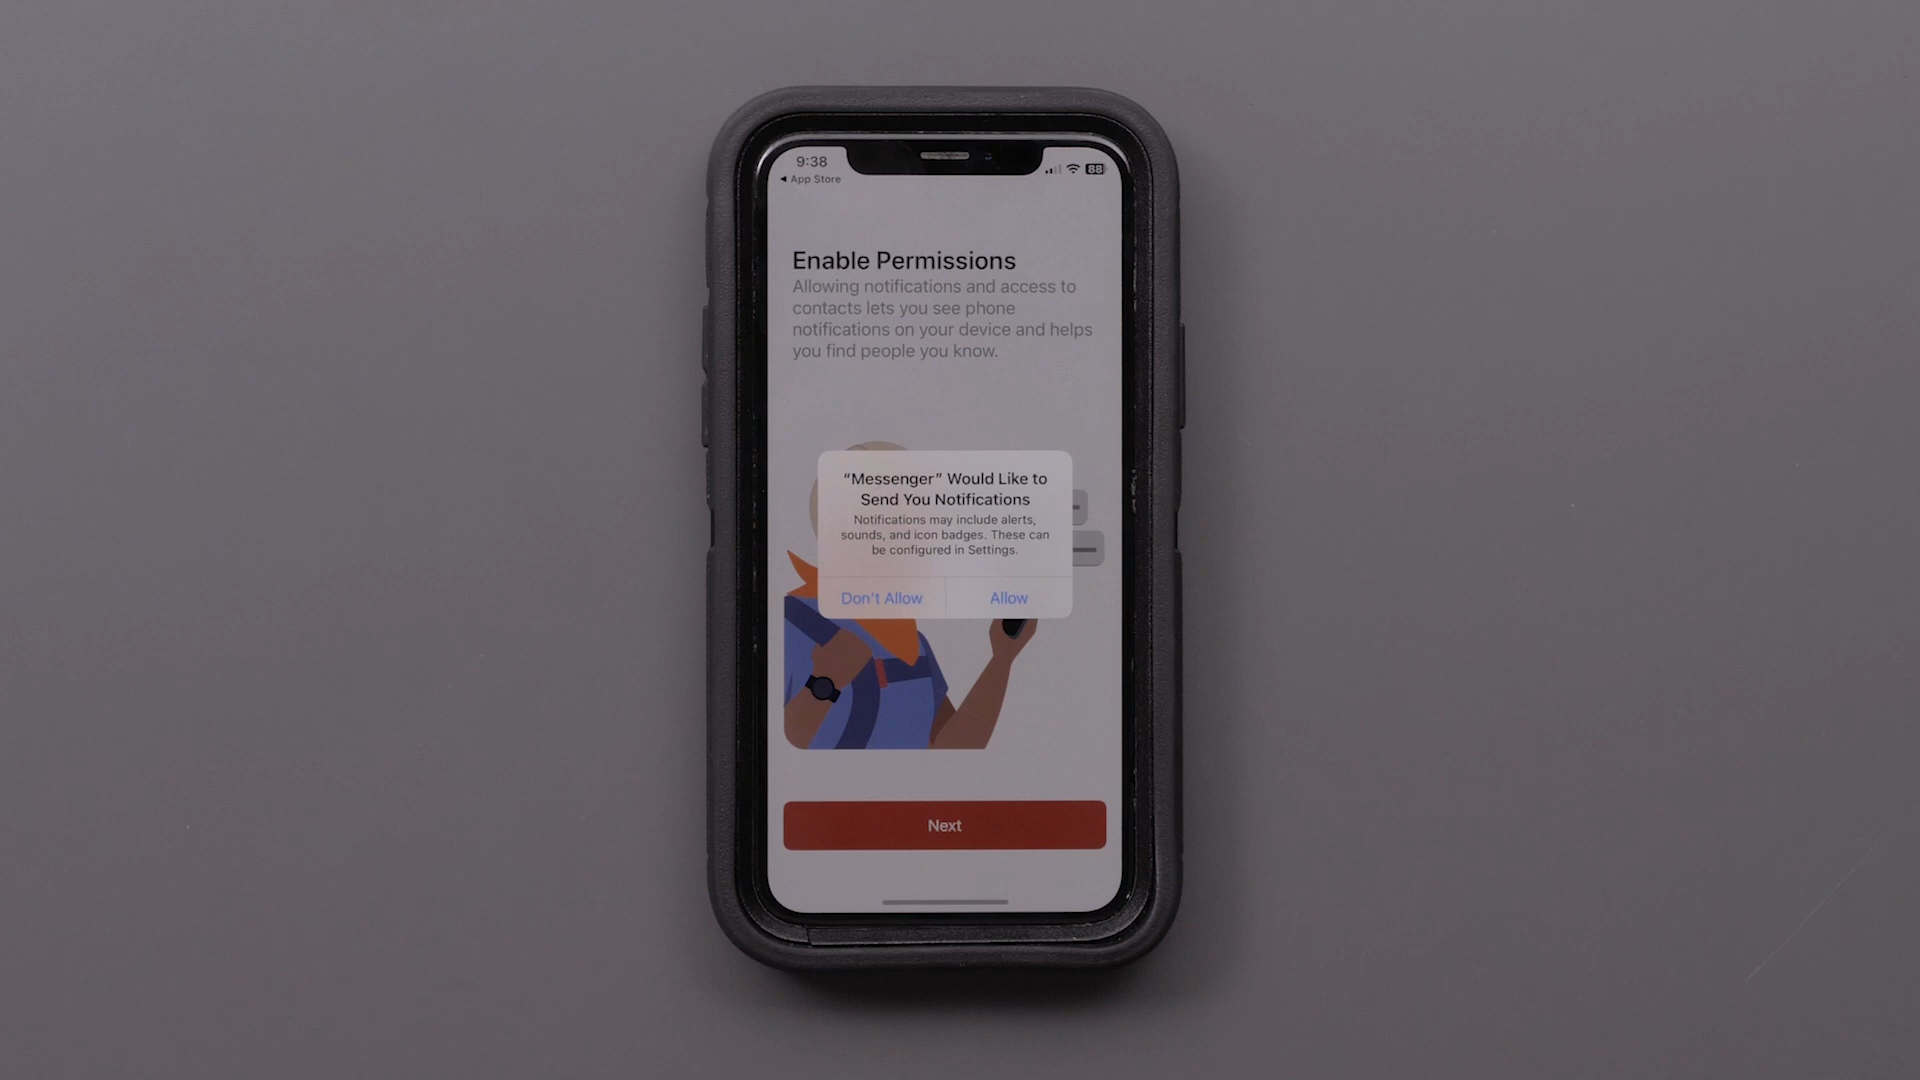 9:38
◀ App Store
88
Enable Permissions
Allowing notifications and access to
contacts lets you see phone
notifications on your device and helps
you find people you know.
“Messenger” Would Like to
Send You Notifications
Notifications may include alerts,
sounds, and icon badges. These can
be configured in Settings.
Don’t Allow
Allow
Next